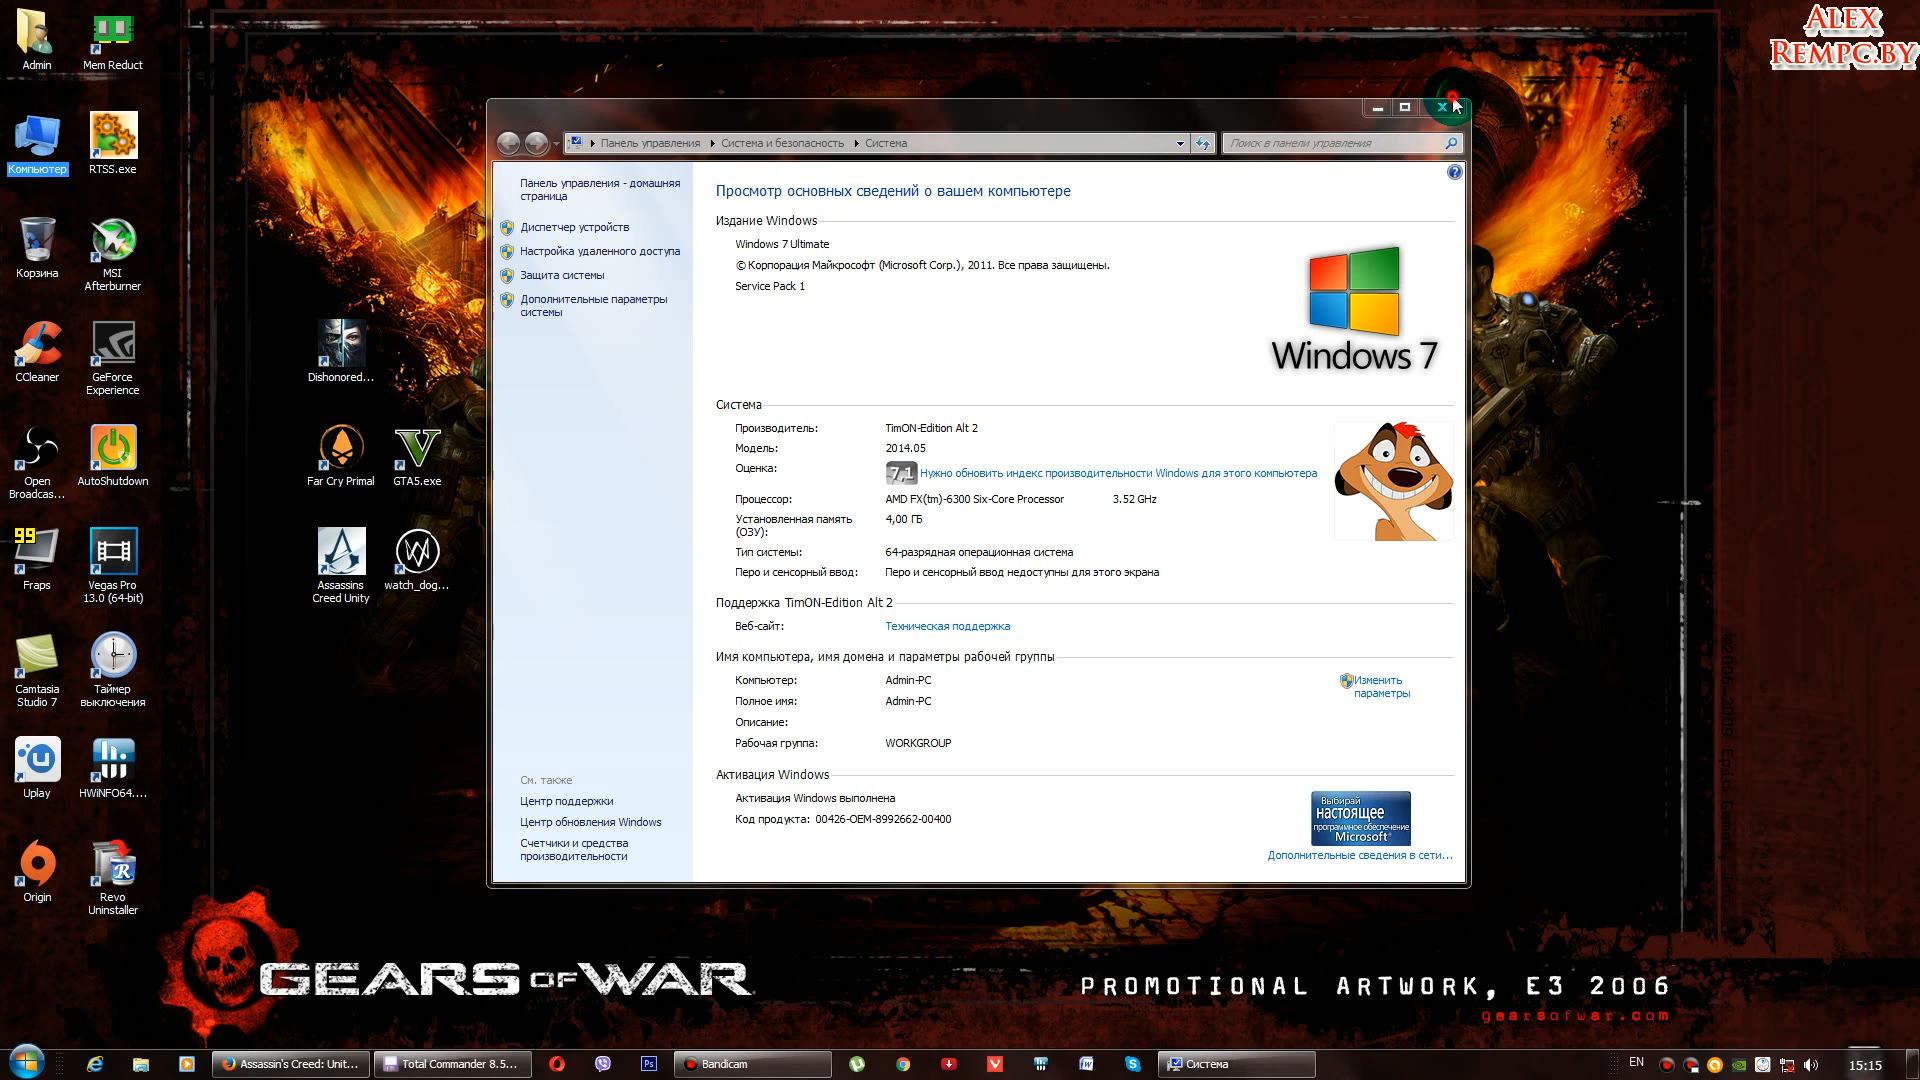 Alex
Rempc.by
Admin
Mem Reduct
Компьютер
RTSS.exe
Корзина
MSI
Afterburner
CCleaner
GeForce
Experience
Open
Broadcas...
AutoShutdown
99
Fraps
Vegas Pro
13.0 (64-bit)
Camtasia
Studio 7
Таймер
выключения
Uplay
HWiNFO64....
Origin
Revo
Uninstaller
Dishonored...
Far Cry Primal
GTA5.exe
Assassins
Creed Unity
watch_dog...
Панель управления
Система и безопасность
Система
Поиск в панели управления
Панель управления - домашняя
страница
Диспетчер устройств
Настройка удаленного доступа
Защита системы
Дополнительные параметры
системы
См. также
Центр поддержки
Центр обновления Windows
Счетчики и средства
производительности
Просмотр основных сведений о вашем компьютере
Издание Windows
Windows 7 Ultimate
© Корпорация Майкрософт (Microsoft Corp.), 2011. Все права защищены.
Service Pack 1
Windows 7
Система
Производитель: TimON-Edition Alt 2
Модель: 2014.05
Оценка: 7,1 Нужно обновить индекс производительности Windows для этого компьютера
Процессор: AMD FX(tm)-6300 Six-Core Processor 3.52 GHz
Установленная память
(ОЗУ): 4,00 ГБ
Тип системы: 64-разрядная операционная система
Перо и сенсорный ввод: Перо и сенсорный ввод недоступны для этого экрана
Поддержка TimON-Edition Alt 2
Веб-сайт: Техническая поддержка
Имя компьютера, имя домена и параметры рабочей группы
Компьютер: Admin-PC
Изменить
параметры
Полное имя: Admin-PC
Описание:
Рабочая группа: WORKGROUP
Активация Windows
Активация Windows выполнена
Код продукта: 00426-OEM-8992662-00400
Выбирай
настоящее
программное обеспечение
Microsoft
Дополнительные сведения в сети...
GEARS OF WAR
PROMOTIONAL ARTWORK, E3 2006
gearsofwar.com
Assassin's Creed: Unit...
Total Commander 8.5...
Ps
Bandicam
Система
EN
15:15